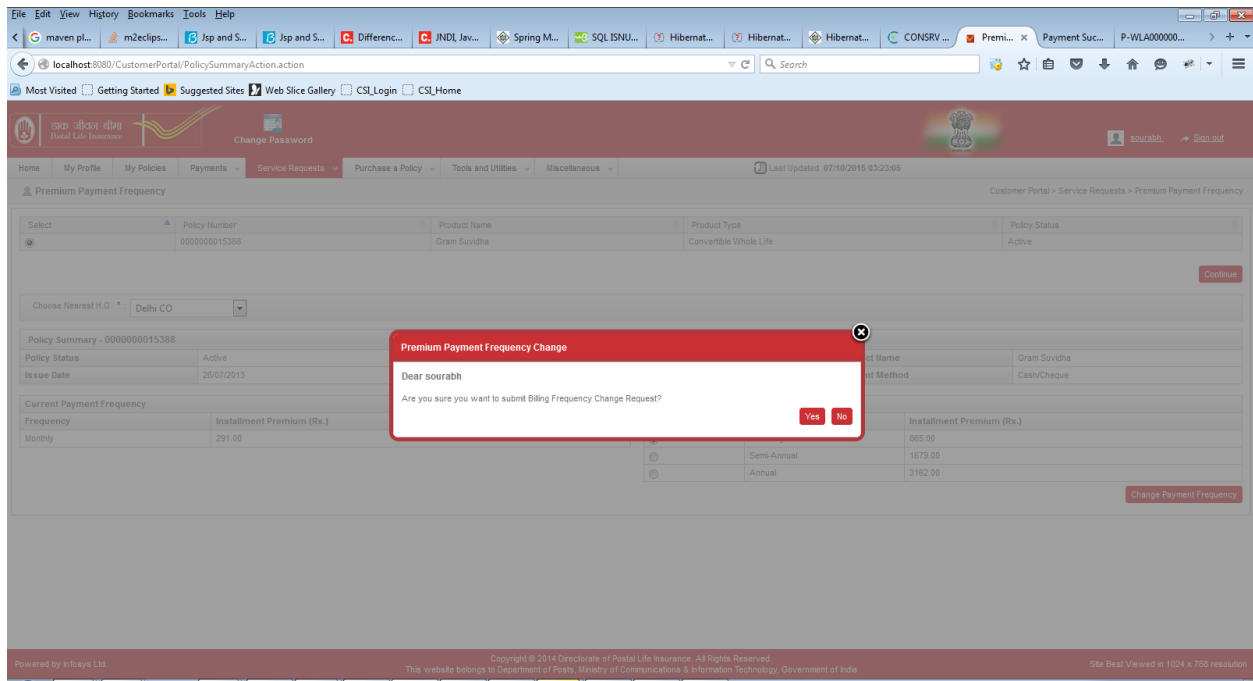 File Edit View History Bookmarks Tools Help
maven pl... m2eclips... Jsp and S... Jsp and S... Differenc... JNDI, Jav... Spring M... SQL ISNU... Hibernat... Hibernat... Hibernat... CONSRV ... Premi... Payment Suc... P-WLA000000...
localhost:8080/CustomerPortal/PolicySummaryAction.action Search
Most Visited Getting Started Suggested Sites Web Slice Gallery CSI_Login CSI_Home
डाक जीवन बीमा
Postal Life Insurance
Change Password
sourabh Sign out
Home My Profile My Policies Payments Service Requests Purchase a Policy Tools and Utilities Miscellaneous Last Updated: 07/10/2015 03:23:05
Premium Payment Frequency Customer Portal > Service Requests > Premium Payment Frequency
Select Policy Number Product Name Product Type Policy Status
0000000015388 Gram Suvidha Convertible Whole Life Active
Continue
Choose Nearest H.O. * Delhi CO
Policy Summary - 0000000015388
Policy Status Active ct Name Gram Suvidha
Issue Date 26/07/2013 nt Method Cash/Cheque
Premium Payment Frequency Change
Dear sourabh
Are you sure you want to submit Billing Frequency Change Request?
Yes No
Current Payment Frequency
Frequency Installment Premium (Rs.) Installment Premium (Rs.)
Monthly 291.00 865.00
Semi-Annual 1679.00
Annual 3162.00
Change Payment Frequency
Powered by Infosys Ltd.
Copyright © 2014 Directorate of Postal Life Insurance. All Rights Reserved.
This website belongs to Department of Posts, Ministry of Communications & Information Technology, Government of India
Site Best Viewed in 1024 x 768 resolution